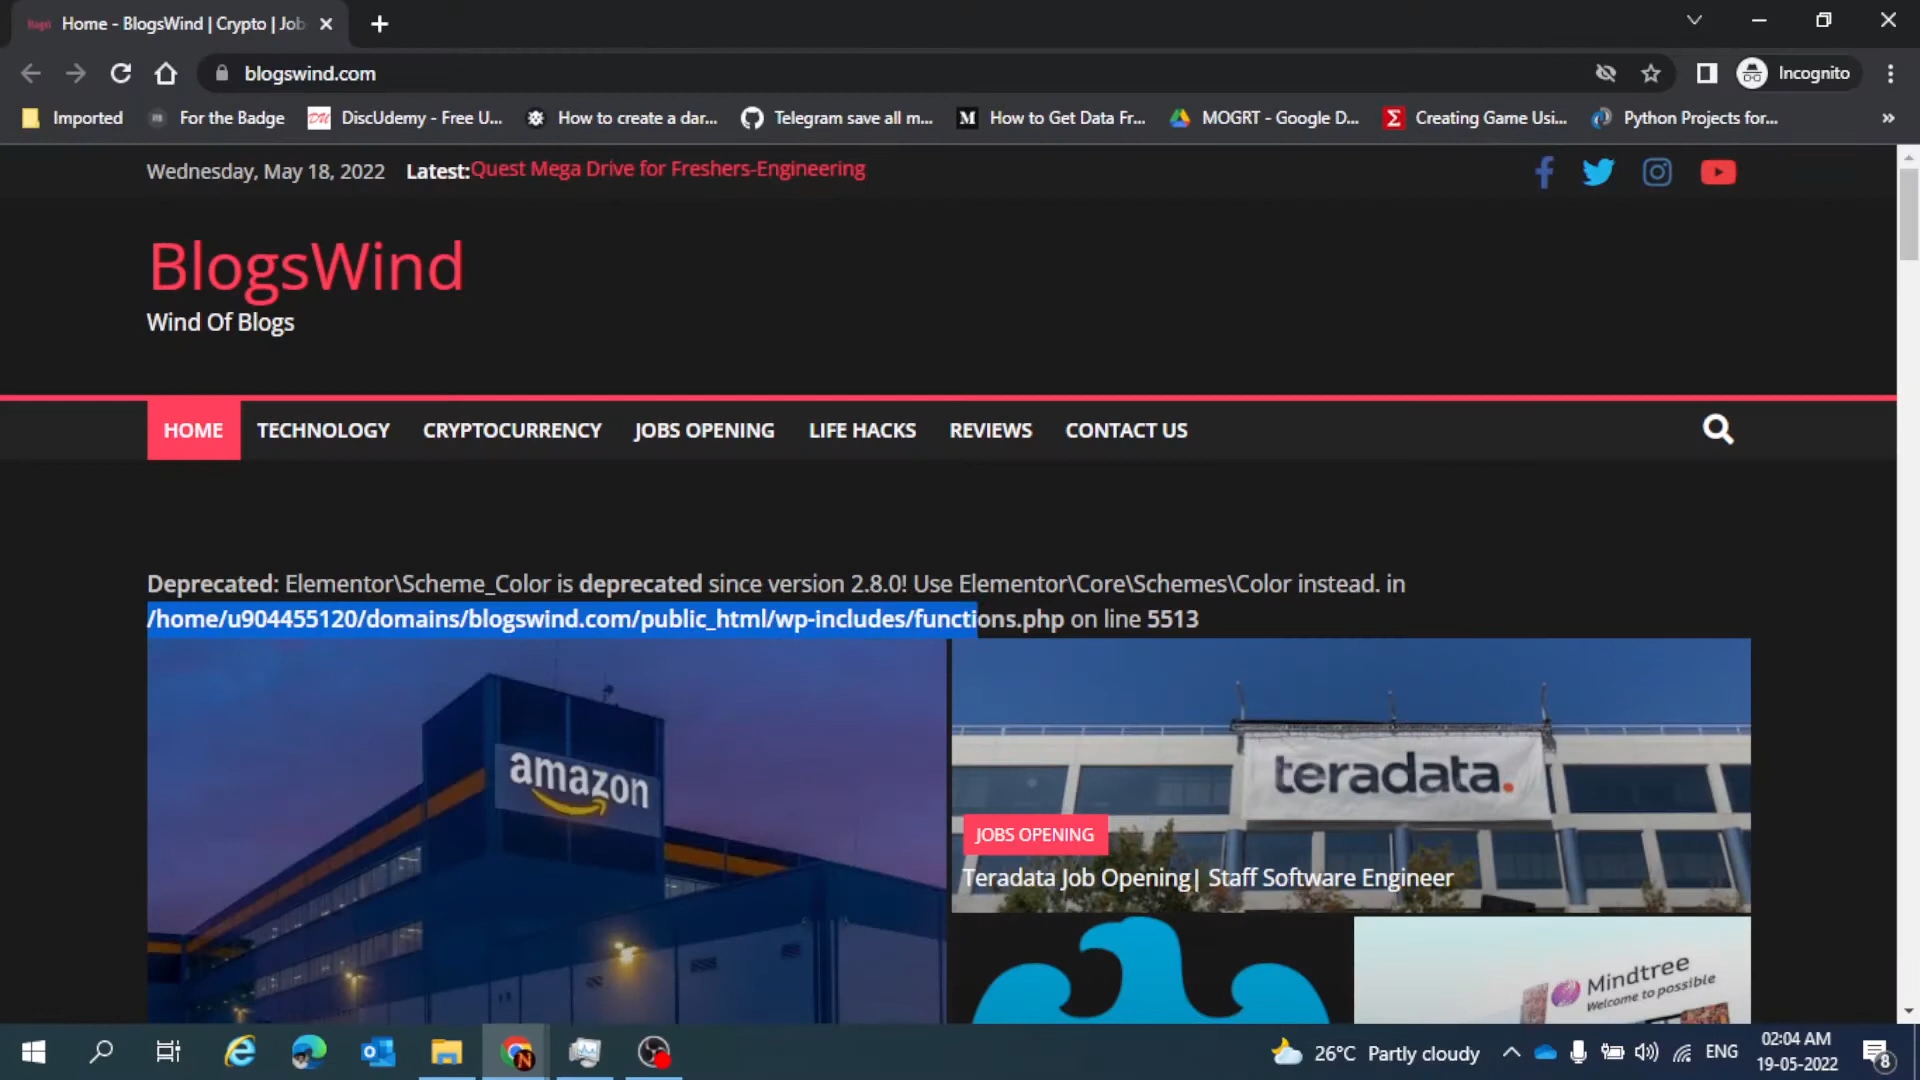 Home - BlogsWind | Crypto | Job
blogswind.com
Incognito
Imported
For the Badge
DiscUdemy - Free U...
How to create a dar...
Telegram save all m...
How to Get Data Fr...
MOGRT - Google D...
Creating Game Usi...
Python Projects for...
Wednesday, May 18, 2022
Latest:Quest Mega Drive for Freshers-Engineering
BlogsWind
Wind Of Blogs
HOME
TECHNOLOGY
CRYPTOCURRENCY
JOBS OPENING
LIFE HACKS
REVIEWS
CONTACT US
Deprecated: Elementor\Scheme_Color is deprecated since version 2.8.0! Use Elementor\Core\Schemes\Color instead. in
/home/u904455120/domains/blogswind.com/public_html/wp-includes/functions.php on line 5513
amazon
teradata.
JOBS OPENING
Teradata Job Opening| Staff Software Engineer
Mindtree
Welcome to possible
26°C Partly cloudy
ENG
02:04 AM
19-05-2022
8